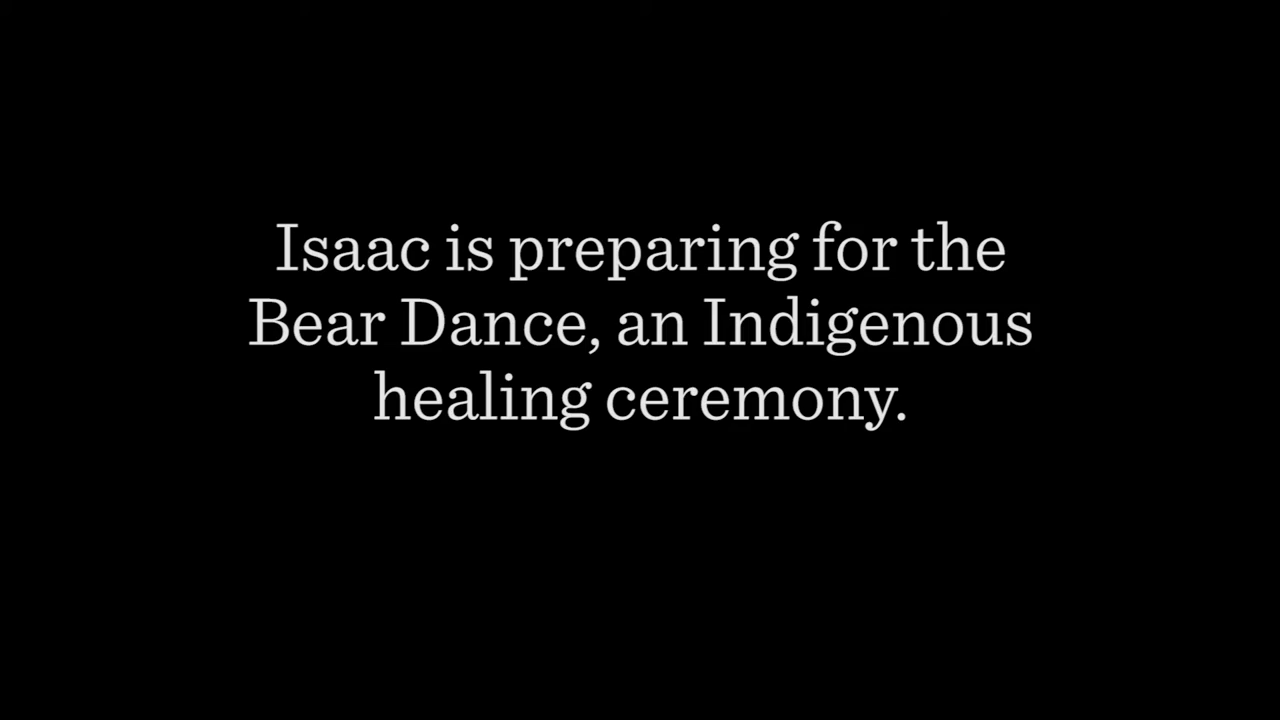 Isaac is preparing for the
Bear Dance, an Indigenous
healing ceremony.